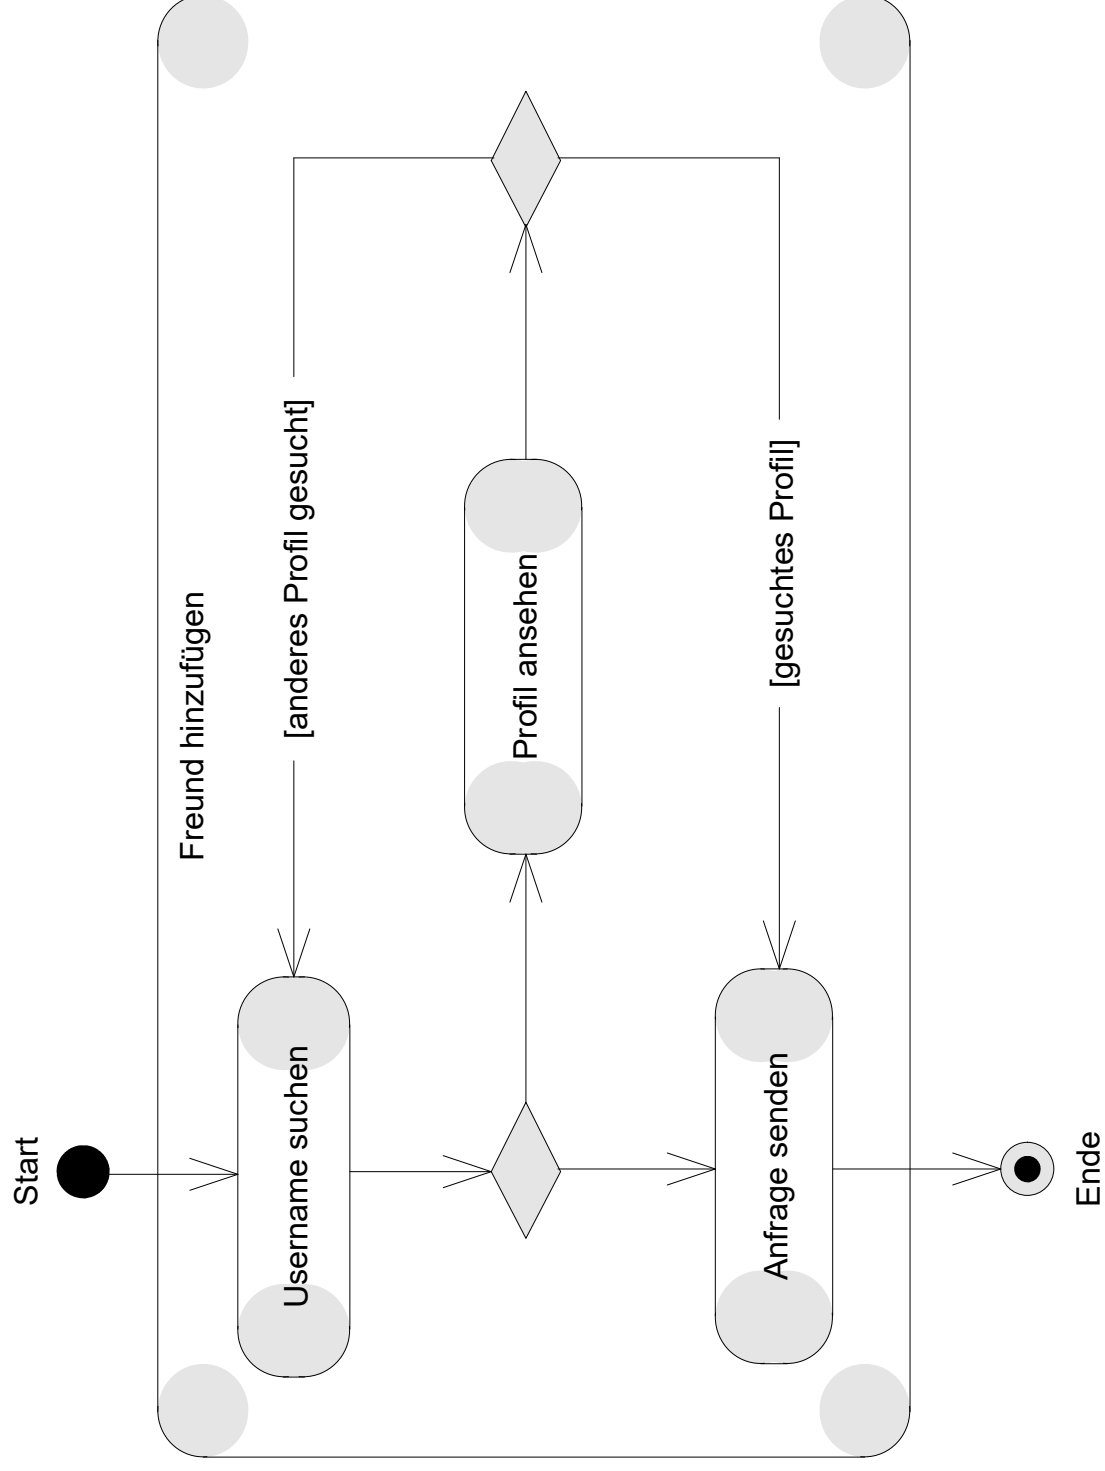 Start
Freund hinzufügen
Username suchen
[anderes Profil gesucht]
Profil ansehen
Anfrage senden
[gesuchtes Profil]
Ende